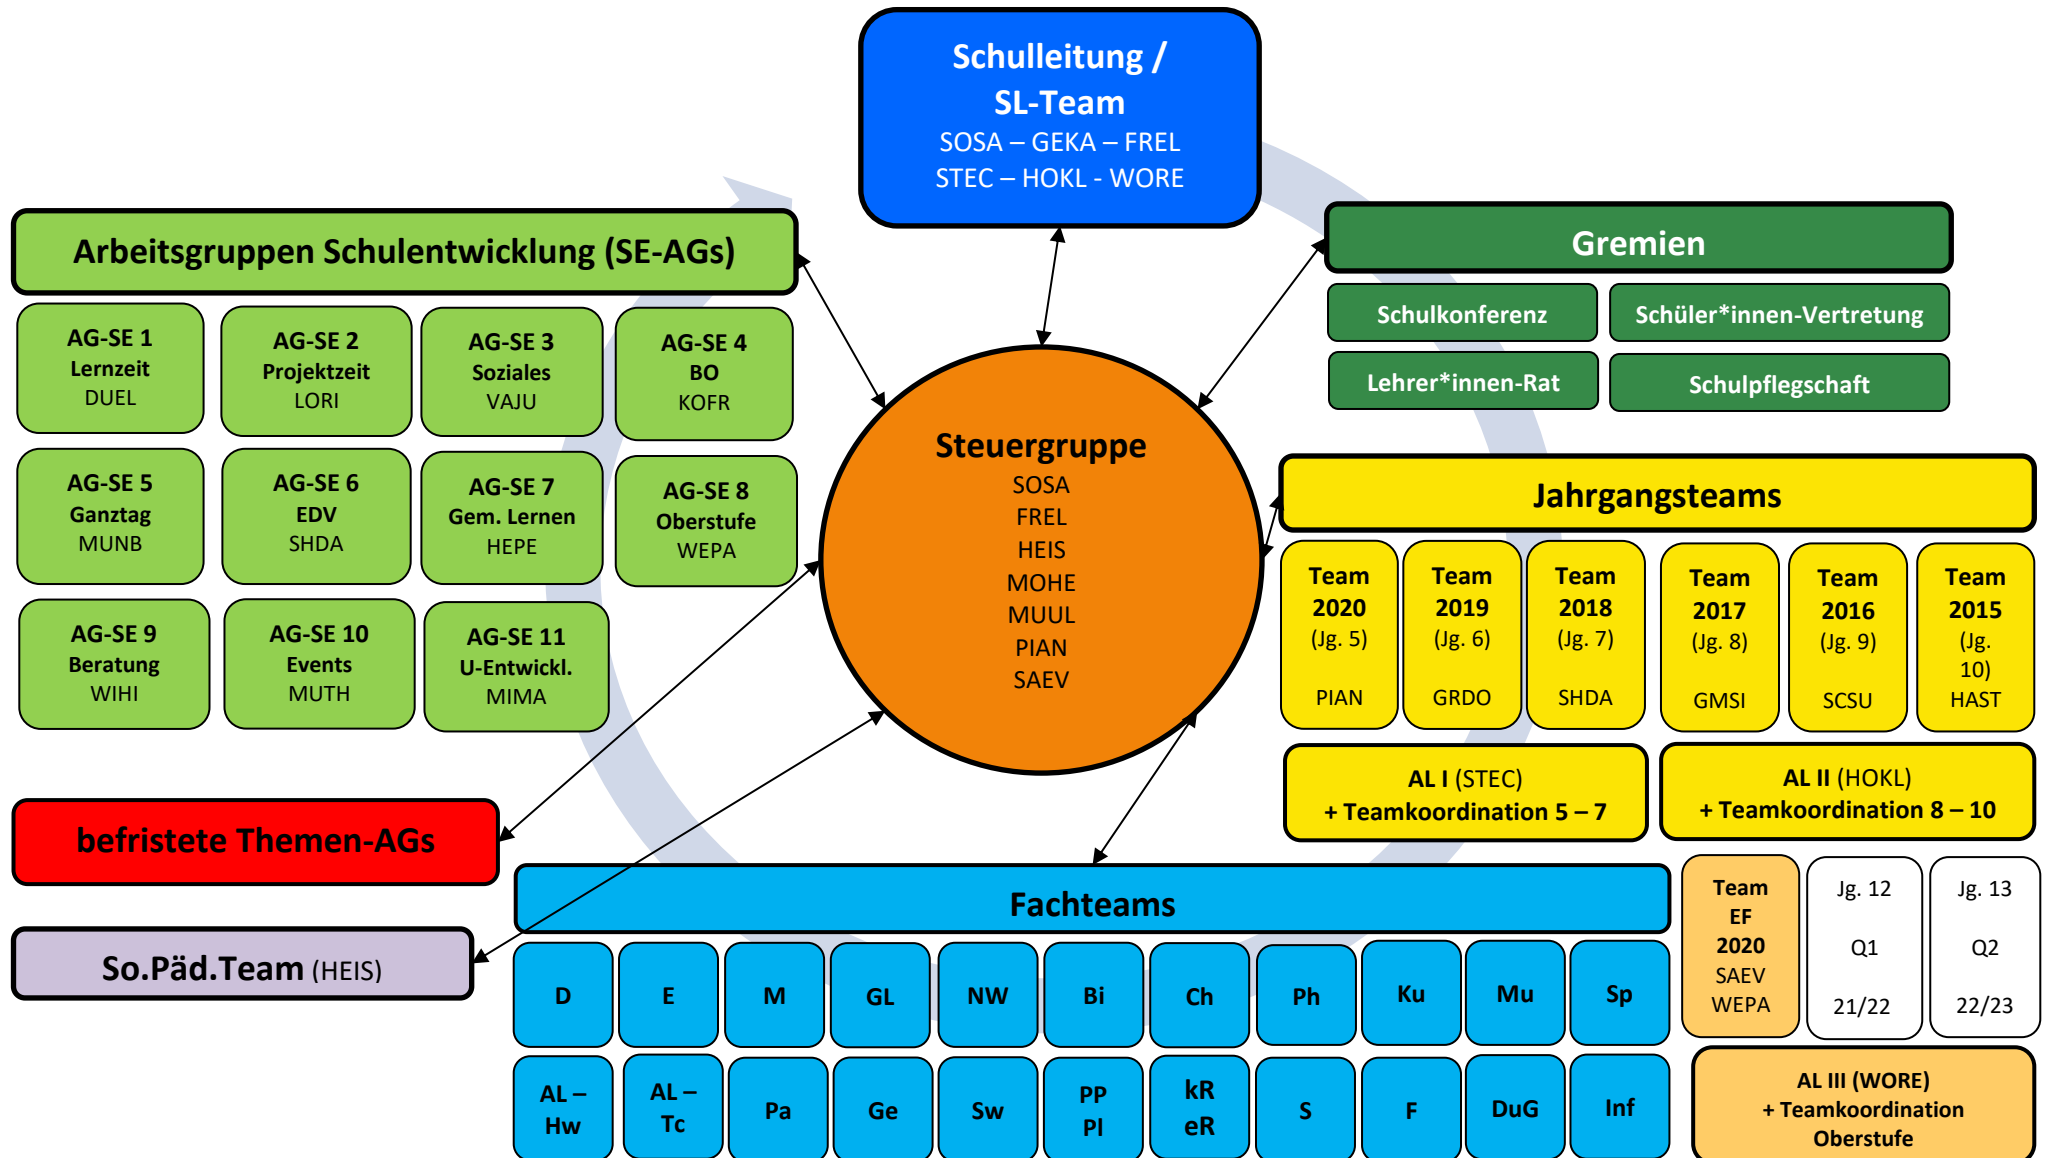 Schulleitung /
SL-Team
SOSA – GEKA – FREL
STEC – HOKL - WORE
Arbeitsgruppen Schulentwicklung (SE-AGs)
AG-SE 1
Lernzeit
DUEL
AG-SE 2
Projektzeit
LORI
AG-SE 3
Soziales
VAJU
AG-SE 4
BO
KOFR
AG-SE 5
Ganztag
MUNB
AG-SE 6
EDV
SHDA
AG-SE 7
Gem. Lernen
HEPE
AG-SE 8
Oberstufe
WEPA
AG-SE 9
Beratung
WIHI
AG-SE 10
Events
MUTH
AG-SE 11
U-Entwickl.
MIMA
Gremien
Schulkonferenz
Schüler*innen-Vertretung
Lehrer*innen-Rat
Schulpflegschaft
Steuergruppe
SOSA
FREL
HEIS
MOHE
MUUL
PIAN
SAEV
Jahrgangsteams
Team
2020
(Jg. 5)
PIAN
Team
2019
(Jg. 6)
GRDO
Team
2018
(Jg. 7)
SHDA
Team
2017
(Jg. 8)
GMSI
Team
2016
(Jg. 9)
SCSU
Team
2015
(Jg.
10)
HAST
AL I (STEC)
+ Teamkoordination 5 – 7
AL II (HOKL)
+ Teamkoordination 8 – 10
befristete Themen-AGs
So.Päd.Team (HEIS)
Fachteams
D
E
M
GL
NW
Bi
Ch
Ph
Ku
Mu
Sp
AL –
Hw
AL –
Tc
Pa
Ge
Sw
PP
Pl
kR
eR
S
F
DuG
Inf
Team
EF
2020
SAEV
WEPA
Jg. 12
Q1
21/22
Jg. 13
Q2
22/23
AL III (WORE)
+ Teamkoordination
Oberstufe